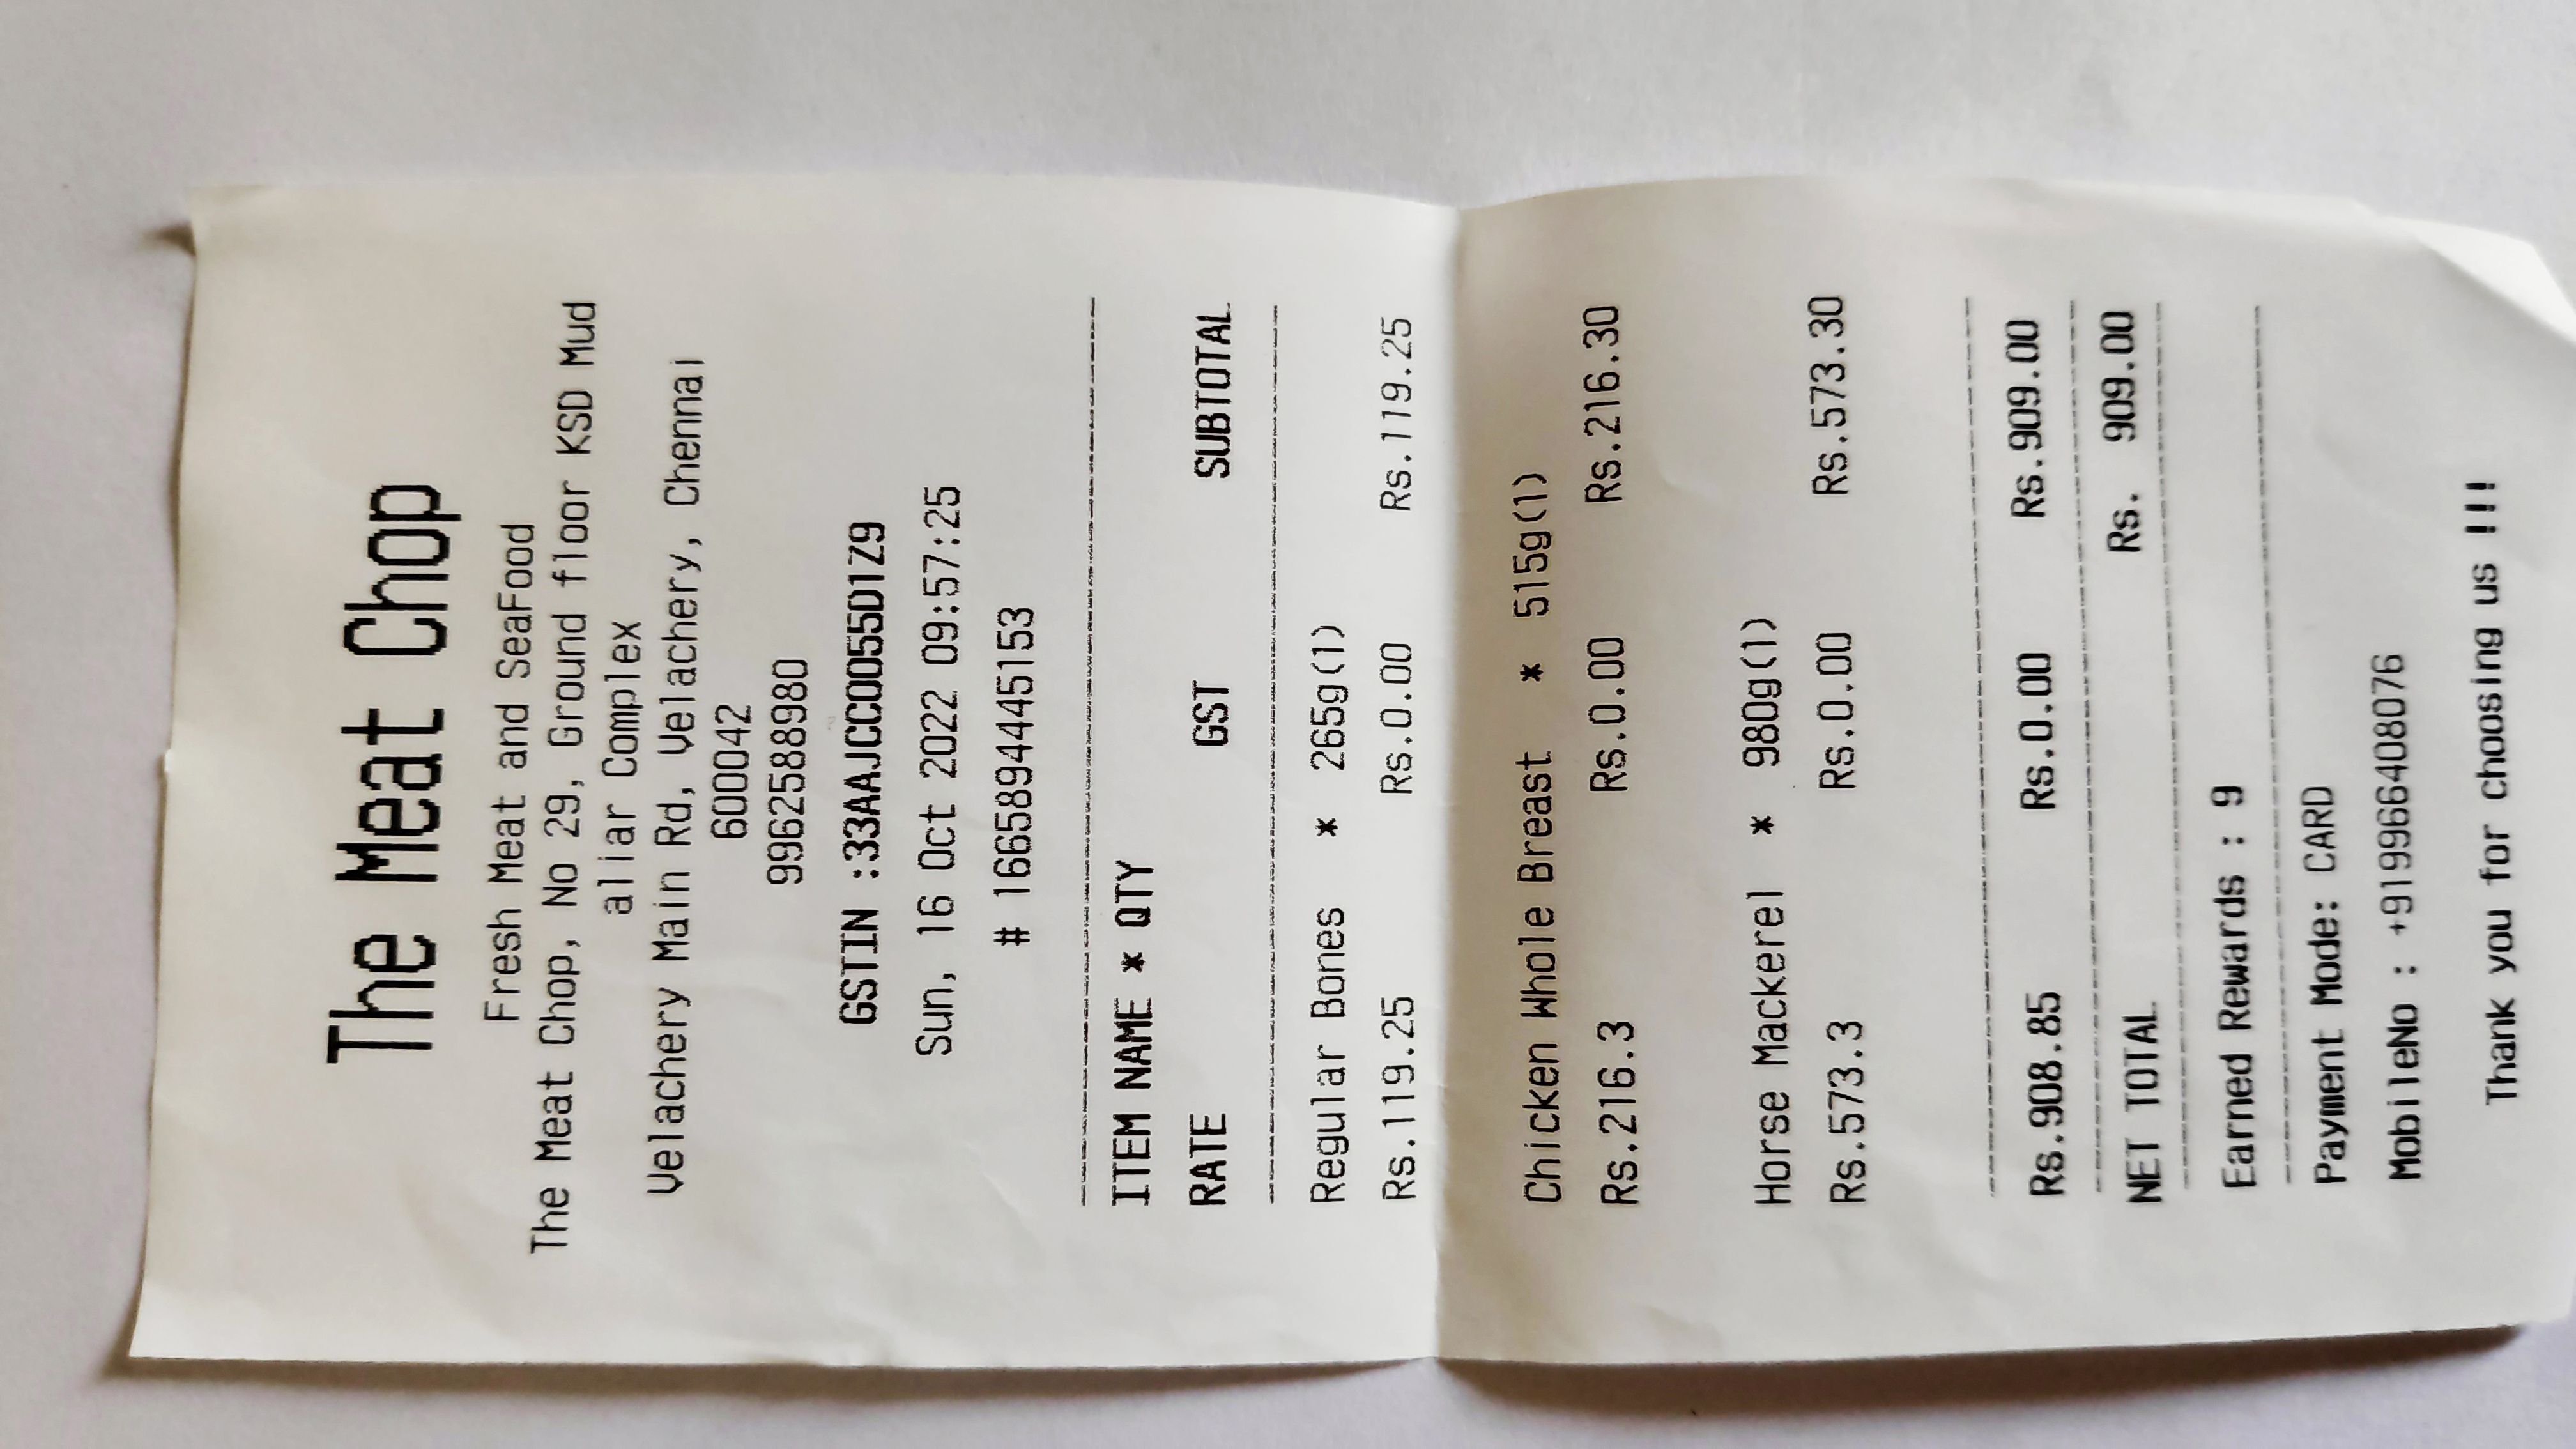 The Meat Chop
Fresh Meat and SeaFood
The Meat Chop, No 29, Ground floor KSD Mud
aliar Complex
Velachery Main Rd, Velachery, Chennai
600042
9962588980
GSTIN :33AAJCC0055D1Z9
Sun, 16 Oct 2022 09:57:25
# 1665894445153
ITEM NAME * QTY
RATE GST SUBTOTAL
Regular Bones * 265g(1)
Rs.119.25 Rs.0.00 Rs.119.25
Chicken Whole Breast * 515g(1)
Rs.216.3 Rs.0.00 Rs.216.30
Horse Mackerel * 980g(1)
Rs.573.3 Rs.0.00 Rs.573.30
Rs.908.85 Rs.0.00 Rs.909.00
NET TOTAL Rs. 909.00
Earned Rewards : 9
Payment Mode: CARD
MobileNo : +919966408076
Thank you for choosing us !!!